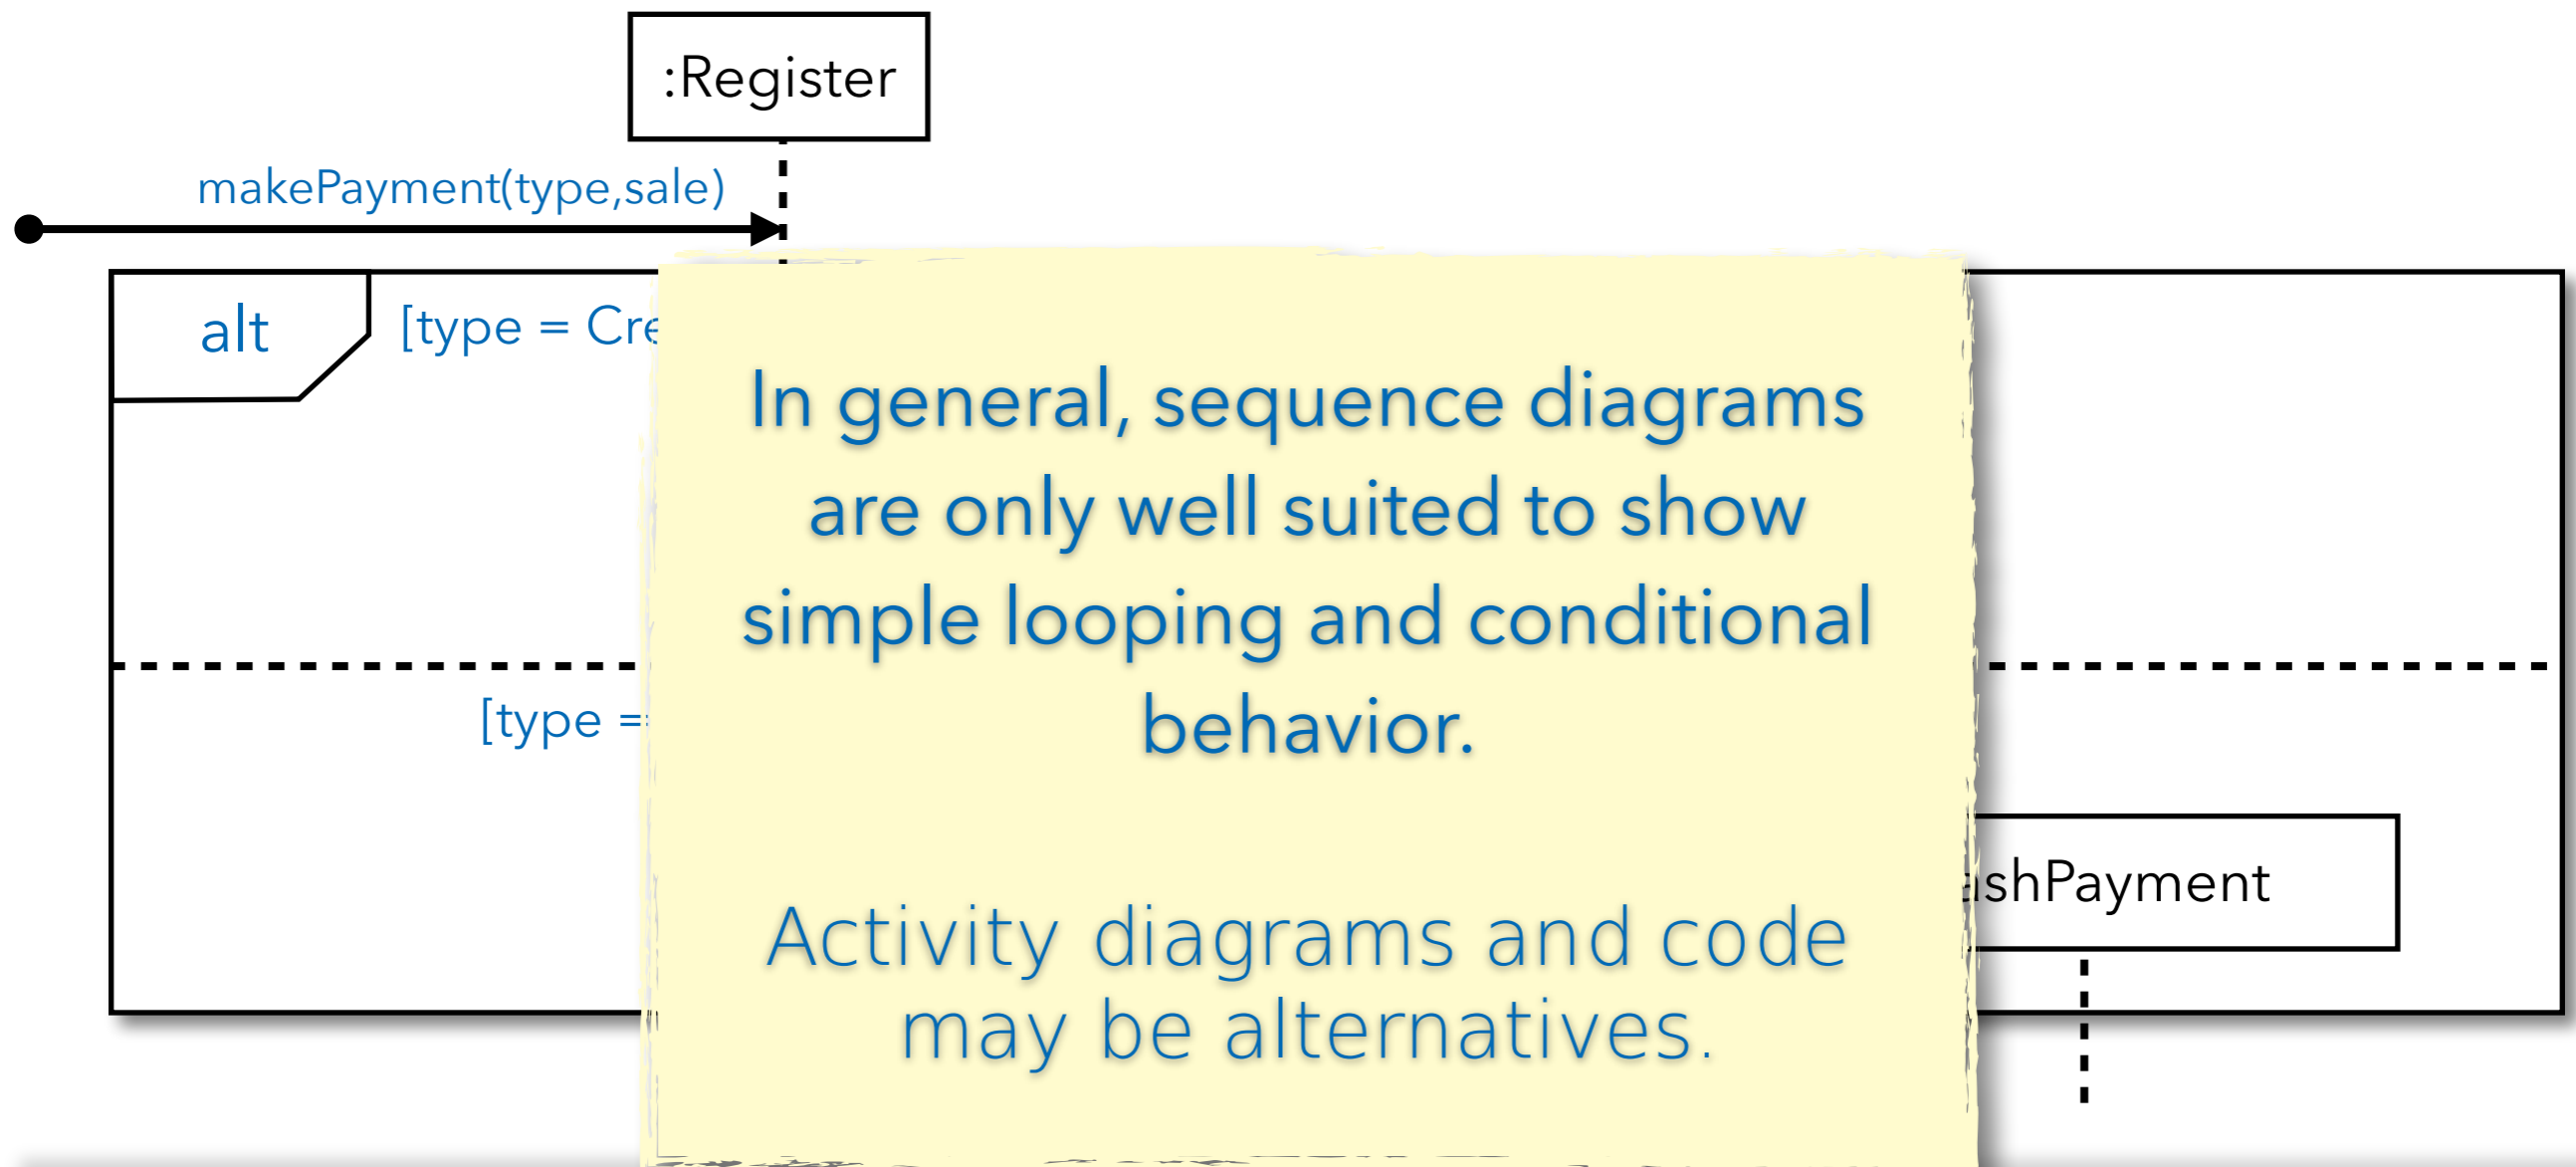 :Register
makePayment(type,sale)
alt
[type = Cre
In general, sequence diagrams
are only well suited to show
simple looping and conditional
behavior.
[type =
ashPayment
Activity diagrams and code
may be alternatives.